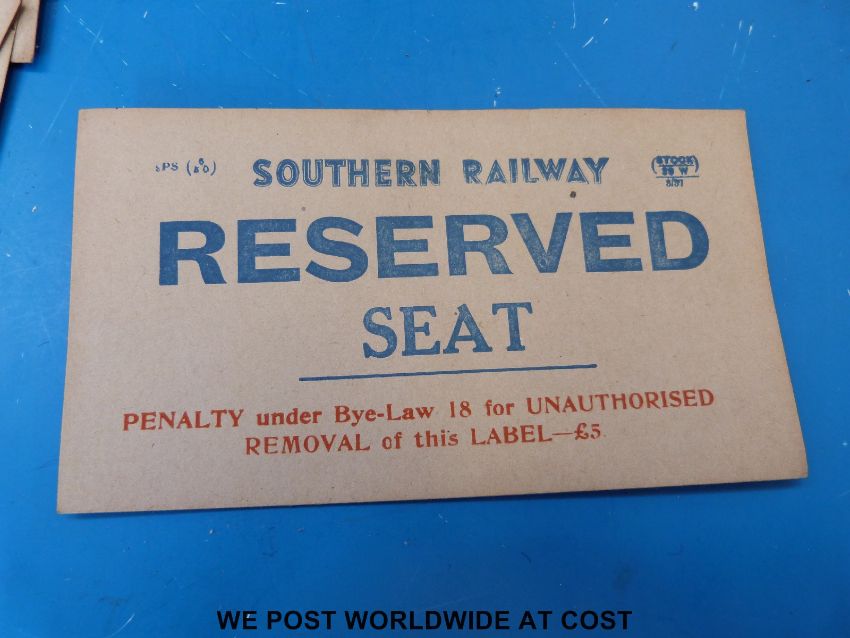 SOUTHERN RAILWAY
RESERVED
SEAT
PENALTY under Bye-Law 18 for UNAUTHORISED
REMOVAL of this LABEL—£5.
WE POST WORLDWIDE AT COST